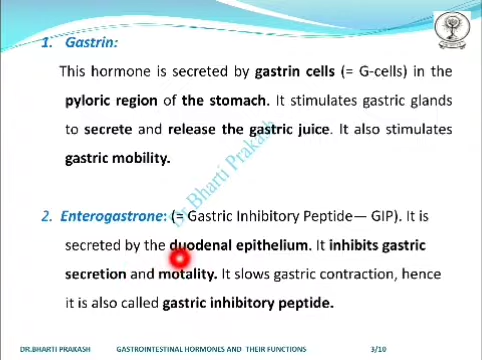 1. Gastrin:
This hormone is secreted by gastrin cells (= G-cells) in the
pyloric region of the stomach. It stimulates gastric glands
to secrete and release the gastric juice. It also stimulates
gastric mobility.
Dr.Bharti Prakash
2. Enterogastrone: (= Gastric Inhibitory Peptide— GIP). It is
secreted by the duodenal epithelium. It inhibits gastric
secretion and motality. It slows gastric contraction, hence
it is also called gastric inhibitory peptide.
DR.BHARTI PRAKASH GASTROINTESTINAL HORMONES AND THEIR FUNCTIONS 3/10